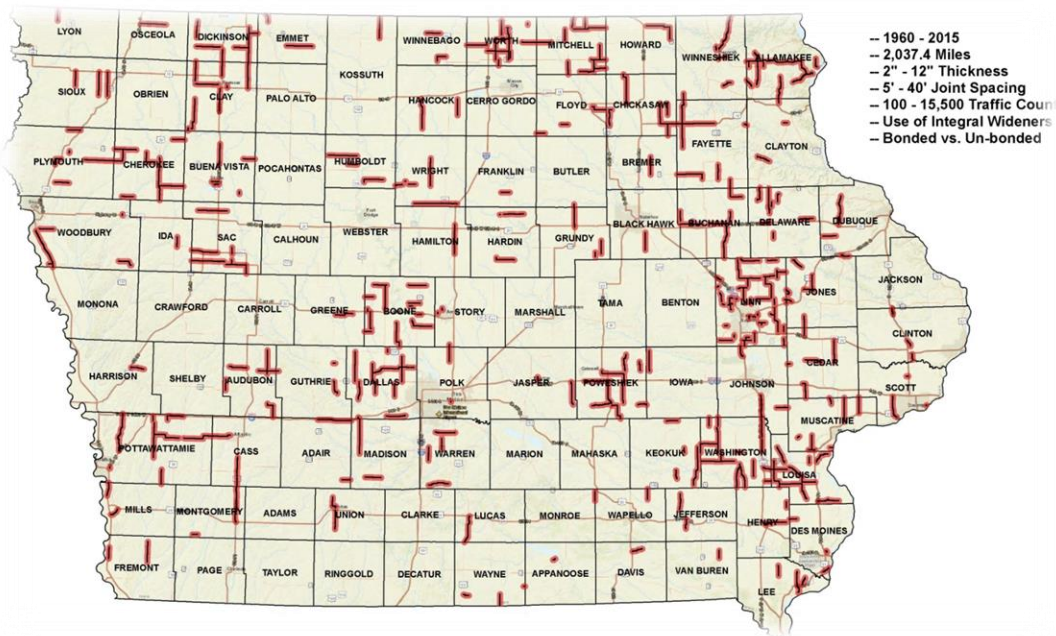 LYON OSCEOLA DICKINSON EMMET WINNEBAGO WORTH MITCHELL HOWARD WINNESHIEK ALLAMAKEE
KOSSUTH
SIOUX OBRIEN CLAY PALO ALTO HANCOCK CERRO GORDO FLOYD CHICKASAW
FAYETTE CLAYTON
PLYMOUTH CHEROKEE BUENA VISTA POCAHONTAS HUMBOLDT WRIGHT FRANKLIN BUTLER BREMER
WOODBURY IDA SAC CALHOUN WEBSTER HAMILTON HARDIN GRUNDY BLACK HAWK BUCHANAN DELAWARE DUBUQUE
MONONA CRAWFORD CARROLL GREENE BOONE STORY MARSHALL TAMA BENTON LINN JONES JACKSON
CLINTON
HARRISON SHELBY AUDUBON GUTHRIE DALLAS POLK JASPER POWESHIEK IOWA JOHNSON CEDAR SCOTT
MUSCATINE
POTTAWATTAMIE CASS ADAIR MADISON WARREN MARION MAHASKA KEOKUK WASHINGTON LOUISA
MILLS MONTGOMERY ADAMS UNION CLARKE LUCAS MONROE WAPELLO JEFFERSON HENRY DES MOINES
FREMONT PAGE TAYLOR RINGGOLD DECATUR WAYNE APPANOOSE DAVIS VAN BUREN LEE
-- 1960 - 2015
-- 2,037.4 Miles
-- 2" - 12" Thickness
-- 5' - 40' Joint Spacing
-- 100 - 15,500 Traffic Coun
-- Use of Integral Wideners
-- Bonded vs. Un-bonded